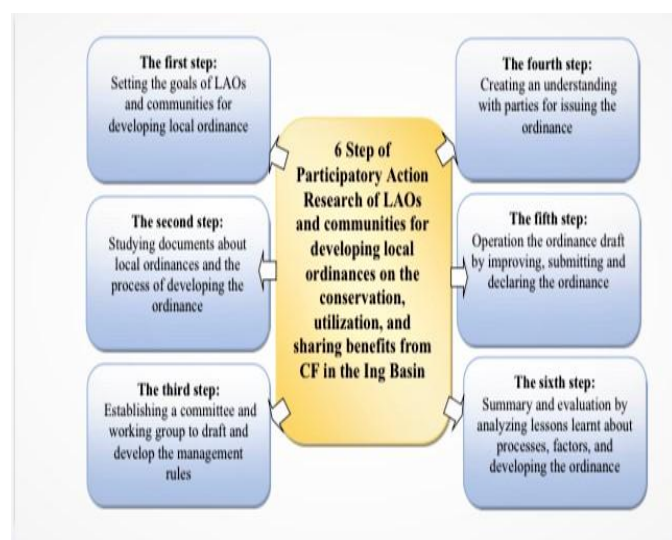 The first step:
Setting the goals of LAOs
and communities for
developing local ordinance
The second step:
Studying documents about
local ordinances and the
process of developing the
ordinance
The third step:
Establishing a committee and
working group to draft and
develop the management
rules
6 Step of
Participatory Action
Research of LAOs
and communities for
developing local
ordinances on the
conservation,
utilization, and
sharing benefits from
CF in the Ing Basin
The fourth step:
Creating an understanding
with parties for issuing the
ordinance
The fifth step:
Operation the ordinance draft
by improving, submitting and
declaring the ordinance
The sixth step:
Summary and evaluation by
analyzing lessons learnt about
processes, factors, and
developing the ordinance